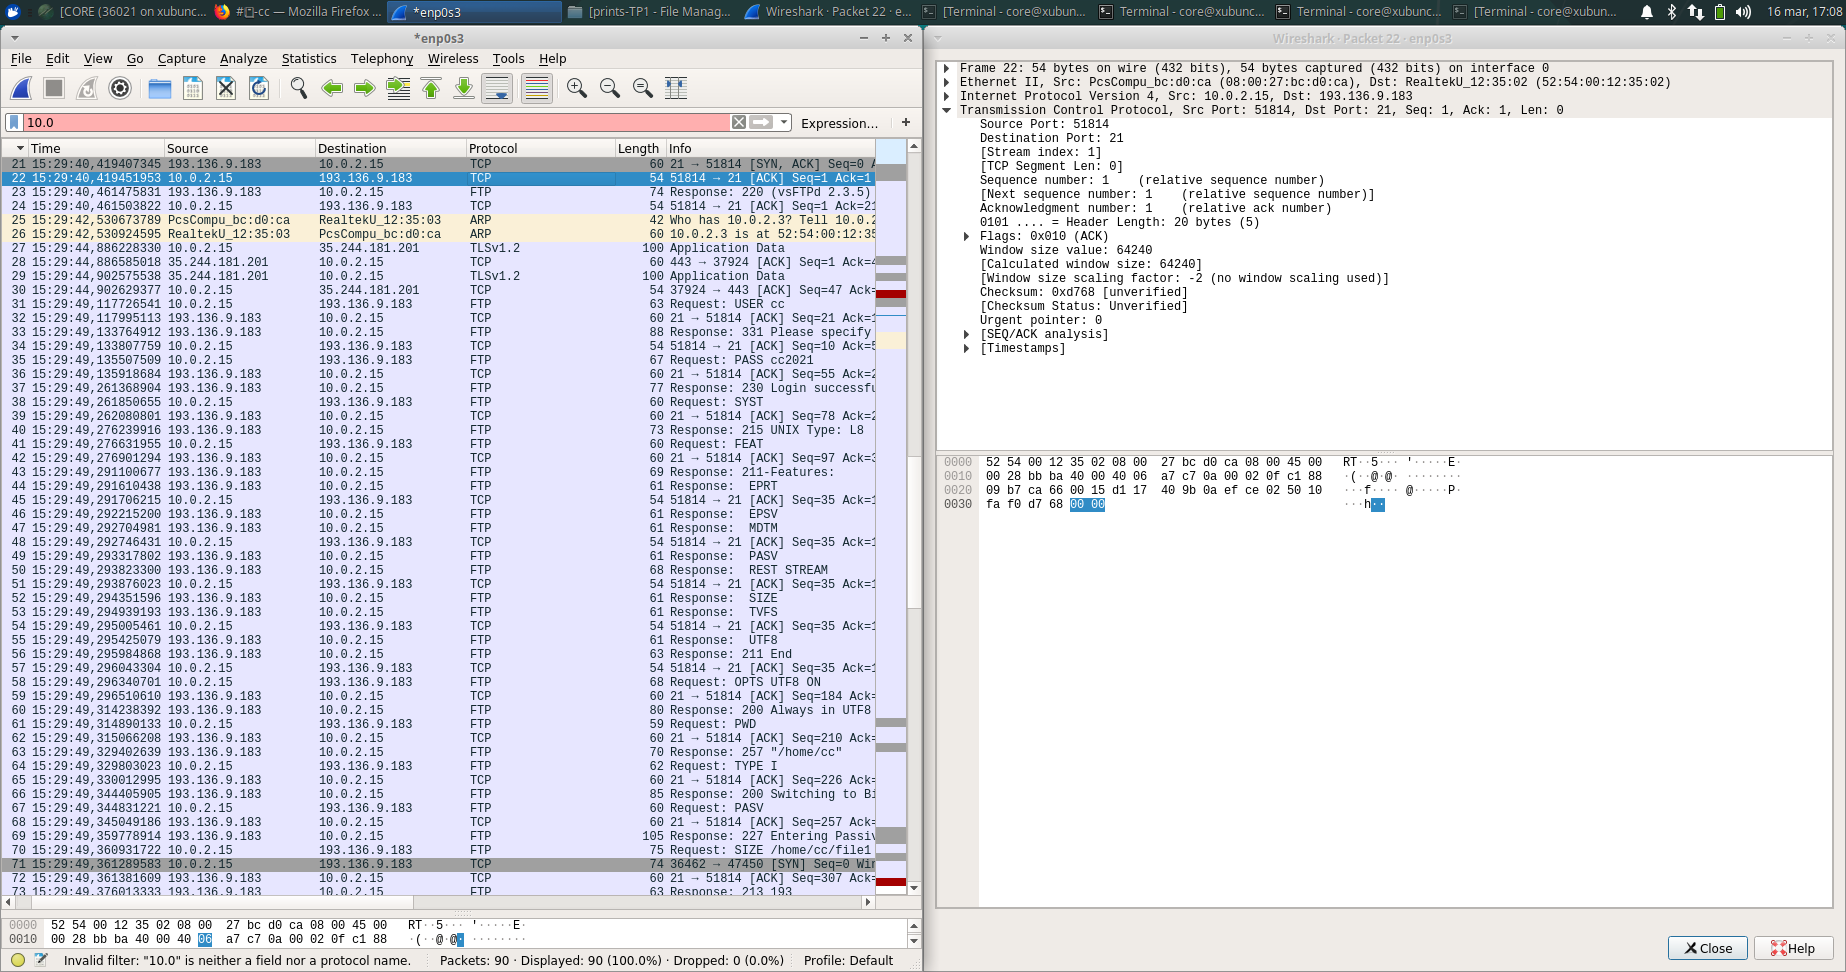 [CORE (36021 on xubunc...
#-cc — Mozilla Firefox ...
*enp0s3
[prints-TP1 - File Manag...
Wireshark · Packet 22 · e...
[Terminal - core@xubun...
Terminal - core@xubunc...
Terminal - core@xubunc...
[Terminal - core@xubun...
16 mar, 17:08
*enp0s3
File Edit View Go Capture Analyze Statistics Telephony Wireless Tools Help
10.0
Expression...
+
Time Source Destination Protocol Length Info
21 15:29:40,419407345 193.136.9.183 10.0.2.15 TCP 60 21 → 51814 [SYN, ACK] Seq=0 A
22 15:29:40,419451953 10.0.2.15 193.136.9.183 TCP 54 51814 → 21 [ACK] Seq=1 Ack=1
23 15:29:40,461475831 193.136.9.183 10.0.2.15 FTP 74 Response: 220 (vsFTPd 2.3.5)
24 15:29:40,461503822 10.0.2.15 193.136.9.183 TCP 54 51814 → 21 [ACK] Seq=1 Ack=21
25 15:29:42,530673789 PcsCompu_bc:d0:ca RealtekU_12:35:03 ARP 42 Who has 10.0.2.3? Tell 10.0.2
26 15:29:42,530924595 RealtekU_12:35:03 PcsCompu_bc:d0:ca ARP 60 10.0.2.3 is at 52:54:00:12:35
27 15:29:44,886228330 10.0.2.15 35.244.181.201 TLSv1.2 100 Application Data
28 15:29:44,886585018 35.244.181.201 10.0.2.15 TCP 60 443 → 37924 [ACK] Seq=1 Ack=4
29 15:29:44,902575538 35.244.181.201 10.0.2.15 TLSv1.2 100 Application Data
30 15:29:44,902629377 10.0.2.15 35.244.181.201 TCP 54 37924 → 443 [ACK] Seq=47 Ack=
31 15:29:49,117726541 10.0.2.15 193.136.9.183 FTP 63 Request: USER cc
32 15:29:49,117995113 193.136.9.183 10.0.2.15 TCP 60 21 → 51814 [ACK] Seq=21 Ack=1
33 15:29:49,133764912 193.136.9.183 10.0.2.15 FTP 88 Response: 331 Please specify
34 15:29:49,133807759 10.0.2.15 193.136.9.183 TCP 54 51814 → 21 [ACK] Seq=10 Ack=5
35 15:29:49,135507509 10.0.2.15 193.136.9.183 FTP 67 Request: PASS cc2021
36 15:29:49,135918684 193.136.9.183 10.0.2.15 TCP 60 21 → 51814 [ACK] Seq=55 Ack=2
37 15:29:49,261368904 193.136.9.183 10.0.2.15 FTP 77 Response: 230 Login successfu
38 15:29:49,261850655 10.0.2.15 193.136.9.183 FTP 60 Request: SYST
39 15:29:49,262080801 193.136.9.183 10.0.2.15 TCP 60 21 → 51814 [ACK] Seq=78 Ack=2
40 15:29:49,276239916 193.136.9.183 10.0.2.15 FTP 73 Response: 215 UNIX Type: L8
41 15:29:49,276631955 10.0.2.15 193.136.9.183 FTP 60 Request: FEAT
42 15:29:49,276901294 193.136.9.183 10.0.2.15 TCP 60 21 → 51814 [ACK] Seq=97 Ack=3
43 15:29:49,291100677 193.136.9.183 10.0.2.15 FTP 69 Response: 211-Features:
44 15:29:49,291610438 193.136.9.183 10.0.2.15 FTP 61 Response: EPRT
45 15:29:49,291706215 10.0.2.15 193.136.9.183 TCP 54 51814 → 21 [ACK] Seq=35 Ack=1
46 15:29:49,292215200 193.136.9.183 10.0.2.15 FTP 61 Response: EPSV
47 15:29:49,292704981 193.136.9.183 10.0.2.15 FTP 61 Response: MDTM
48 15:29:49,292746431 10.0.2.15 193.136.9.183 TCP 54 51814 → 21 [ACK] Seq=35 Ack=1
49 15:29:49,293317802 193.136.9.183 10.0.2.15 FTP 61 Response: PASV
50 15:29:49,293823300 193.136.9.183 10.0.2.15 FTP 68 Response: REST STREAM
51 15:29:49,293876023 10.0.2.15 193.136.9.183 TCP 54 51814 → 21 [ACK] Seq=35 Ack=1
52 15:29:49,294351596 193.136.9.183 10.0.2.15 FTP 61 Response: SIZE
53 15:29:49,294939193 193.136.9.183 10.0.2.15 FTP 61 Response: TVFS
54 15:29:49,295005461 10.0.2.15 193.136.9.183 TCP 54 51814 → 21 [ACK] Seq=35 Ack=1
55 15:29:49,295425079 193.136.9.183 10.0.2.15 FTP 61 Response: UTF8
56 15:29:49,295984868 193.136.9.183 10.0.2.15 FTP 63 Response: 211 End
57 15:29:49,296043304 10.0.2.15 193.136.9.183 TCP 54 51814 → 21 [ACK] Seq=35 Ack=1
58 15:29:49,296340701 10.0.2.15 193.136.9.183 FTP 68 Request: OPTS UTF8 ON
59 15:29:49,296510610 193.136.9.183 10.0.2.15 TCP 60 21 → 51814 [ACK] Seq=184 Ack=
60 15:29:49,314238392 193.136.9.183 10.0.2.15 FTP 80 Response: 200 Always in UTF8
61 15:29:49,314890133 10.0.2.15 193.136.9.183 FTP 59 Request: PWD
62 15:29:49,315066208 193.136.9.183 10.0.2.15 TCP 60 21 → 51814 [ACK] Seq=210 Ack=
63 15:29:49,329402639 193.136.9.183 10.0.2.15 FTP 70 Response: 257 "/home/cc"
64 15:29:49,329803023 10.0.2.15 193.136.9.183 FTP 62 Request: TYPE I
65 15:29:49,330012995 193.136.9.183 10.0.2.15 TCP 60 21 → 51814 [ACK] Seq=226 Ack=
66 15:29:49,344405905 193.136.9.183 10.0.2.15 FTP 85 Response: 200 Switching to Bi
67 15:29:49,344831221 10.0.2.15 193.136.9.183 FTP 60 Request: PASV
68 15:29:49,345049186 193.136.9.183 10.0.2.15 TCP 60 21 → 51814 [ACK] Seq=257 Ack=
69 15:29:49,359778914 193.136.9.183 10.0.2.15 FTP 105 Response: 227 Entering Passiv
70 15:29:49,360931722 10.0.2.15 193.136.9.183 FTP 75 Request: SIZE /home/cc/file1
71 15:29:49,361289583 10.0.2.15 193.136.9.183 TCP 74 36462 → 47450 [SYN] Seq=0 Win
72 15:29:49,361381609 193.136.9.183 10.0.2.15 TCP 60 21 → 51814 [ACK] Seq=307 Ack=
73 15:29:49,376013333 193.136.9.183 10.0.2.15 FTP 63 Response: 213 193
0000 52 54 00 12 35 02 08 00 27 bc d0 ca 08 00 45 00 RT··5··· '·····E·
0010 00 28 bb ba 40 00 40 06 a7 c7 0a 00 02 0f c1 88 ·(··@·@· ········
Invalid filter: "10.0" is neither a field nor a protocol name. Packets: 90 · Displayed: 90 (100.0%) · Dropped: 0 (0.0%) Profile: Default
Wireshark · Packet 22 · enp0s3
Frame 22: 54 bytes on wire (432 bits), 54 bytes captured (432 bits) on interface 0
Ethernet II, Src: PcsCompu_bc:d0:ca (08:00:27:bc:d0:ca), Dst: RealtekU_12:35:02 (52:54:00:12:35:02)
Internet Protocol Version 4, Src: 10.0.2.15, Dst: 193.136.9.183
Transmission Control Protocol, Src Port: 51814, Dst Port: 21, Seq: 1, Ack: 1, Len: 0
Source Port: 51814
Destination Port: 21
[Stream index: 1]
[TCP Segment Len: 0]
Sequence number: 1 (relative sequence number)
[Next sequence number: 1 (relative sequence number)]
Acknowledgment number: 1 (relative ack number)
0101 .... = Header Length: 20 bytes (5)
Flags: 0x010 (ACK)
Window size value: 64240
[Calculated window size: 64240]
[Window size scaling factor: -2 (no window scaling used)]
Checksum: 0xd768 [unverified]
[Checksum Status: Unverified]
Urgent pointer: 0
[SEQ/ACK analysis]
[Timestamps]
0000 52 54 00 12 35 02 08 00 27 bc d0 ca 08 00 45 00 RT··5··· '·····E·
0010 00 28 bb ba 40 00 40 06 a7 c7 0a 00 02 0f c1 88 ·(··@·@· ········
0020 09 b7 ca 66 00 15 d1 17 40 9b 0a ef ce 02 50 10 ···f···· @·····P·
0030 fa f0 d7 68 00 00 ···h··
Close Help